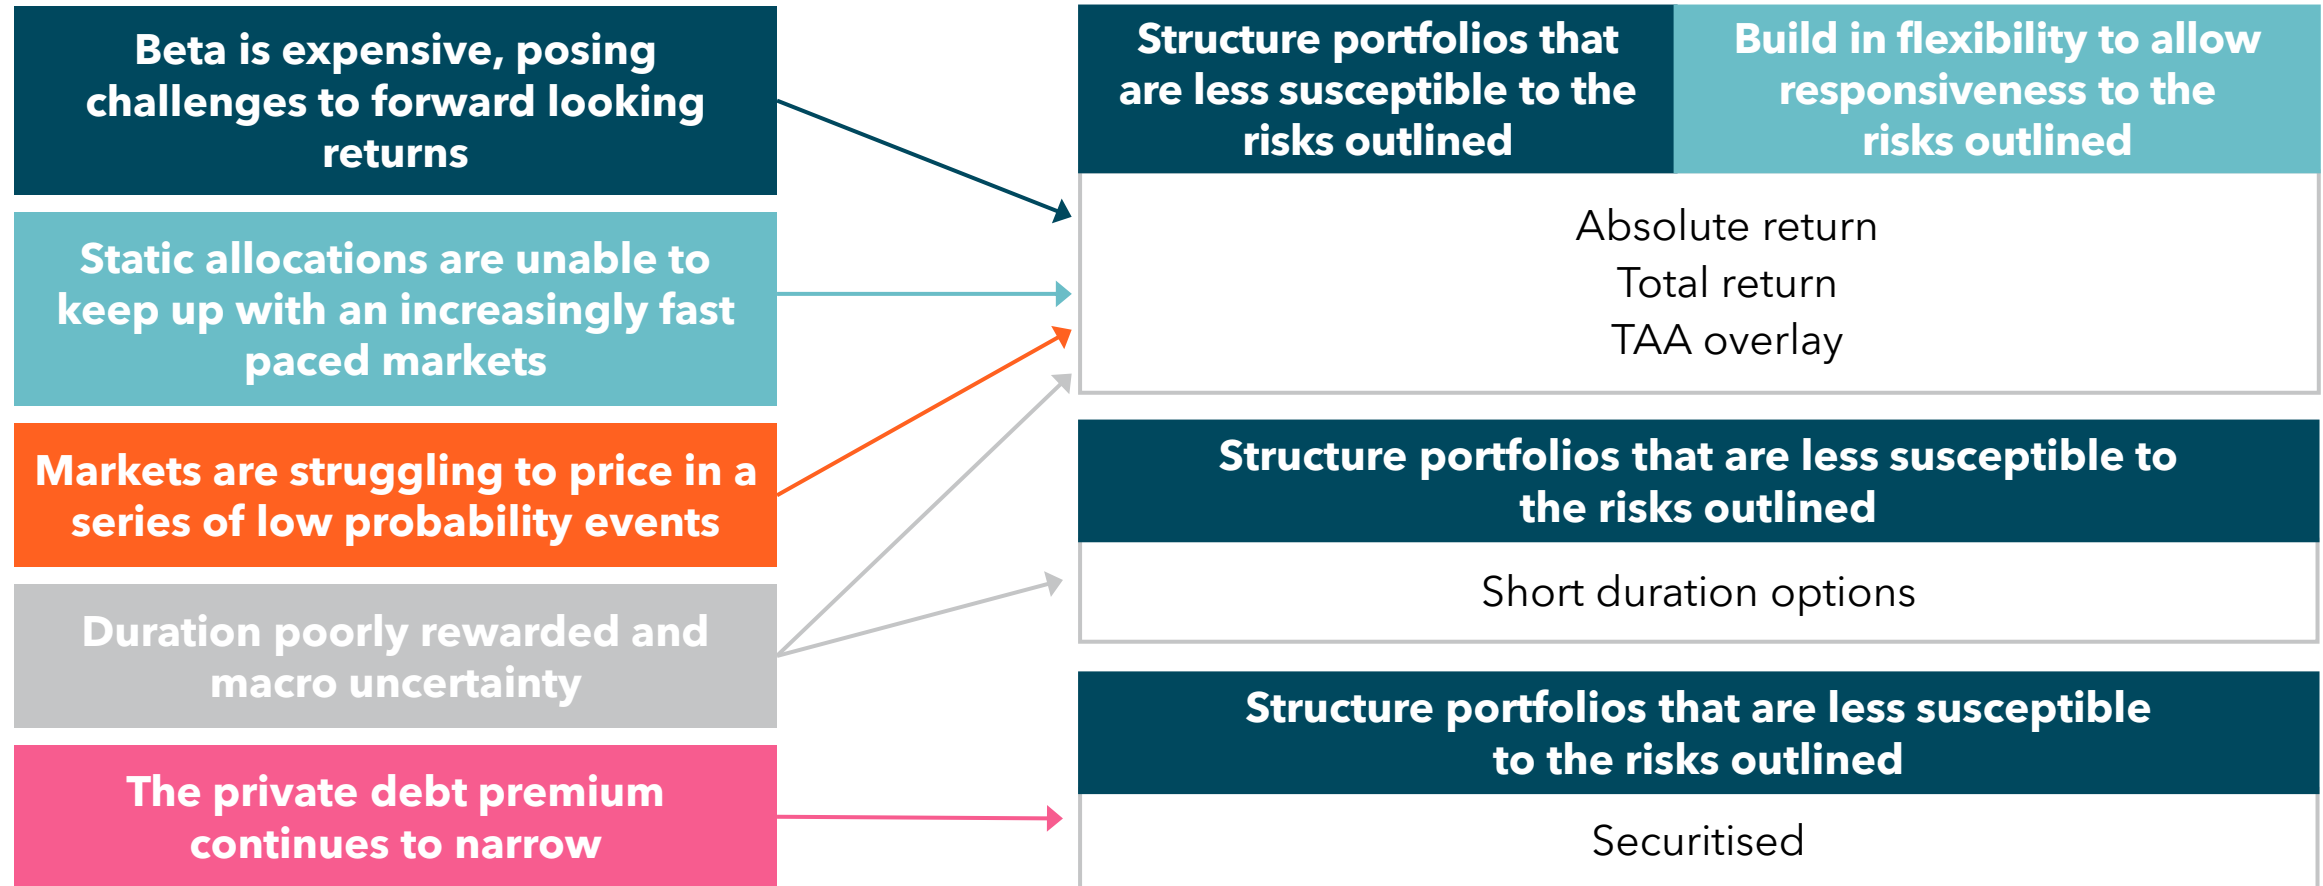 Beta is expensive, posing
challenges to forward looking
returns
Static allocations are unable to
keep up with an increasingly fast
paced markets
Markets are struggling to price in a
series of low probability events
Duration poorly rewarded and
macro uncertainty
The private debt premium
continues to narrow
Structure portfolios that
are less susceptible to the
risks outlined
Build in flexibility to allow
responsiveness to the
risks outlined
Absolute return
Total return
TAA overlay
Structure portfolios that are less susceptible to
the risks outlined
Short duration options
Structure portfolios that are less susceptible
to the risks outlined
Securitised